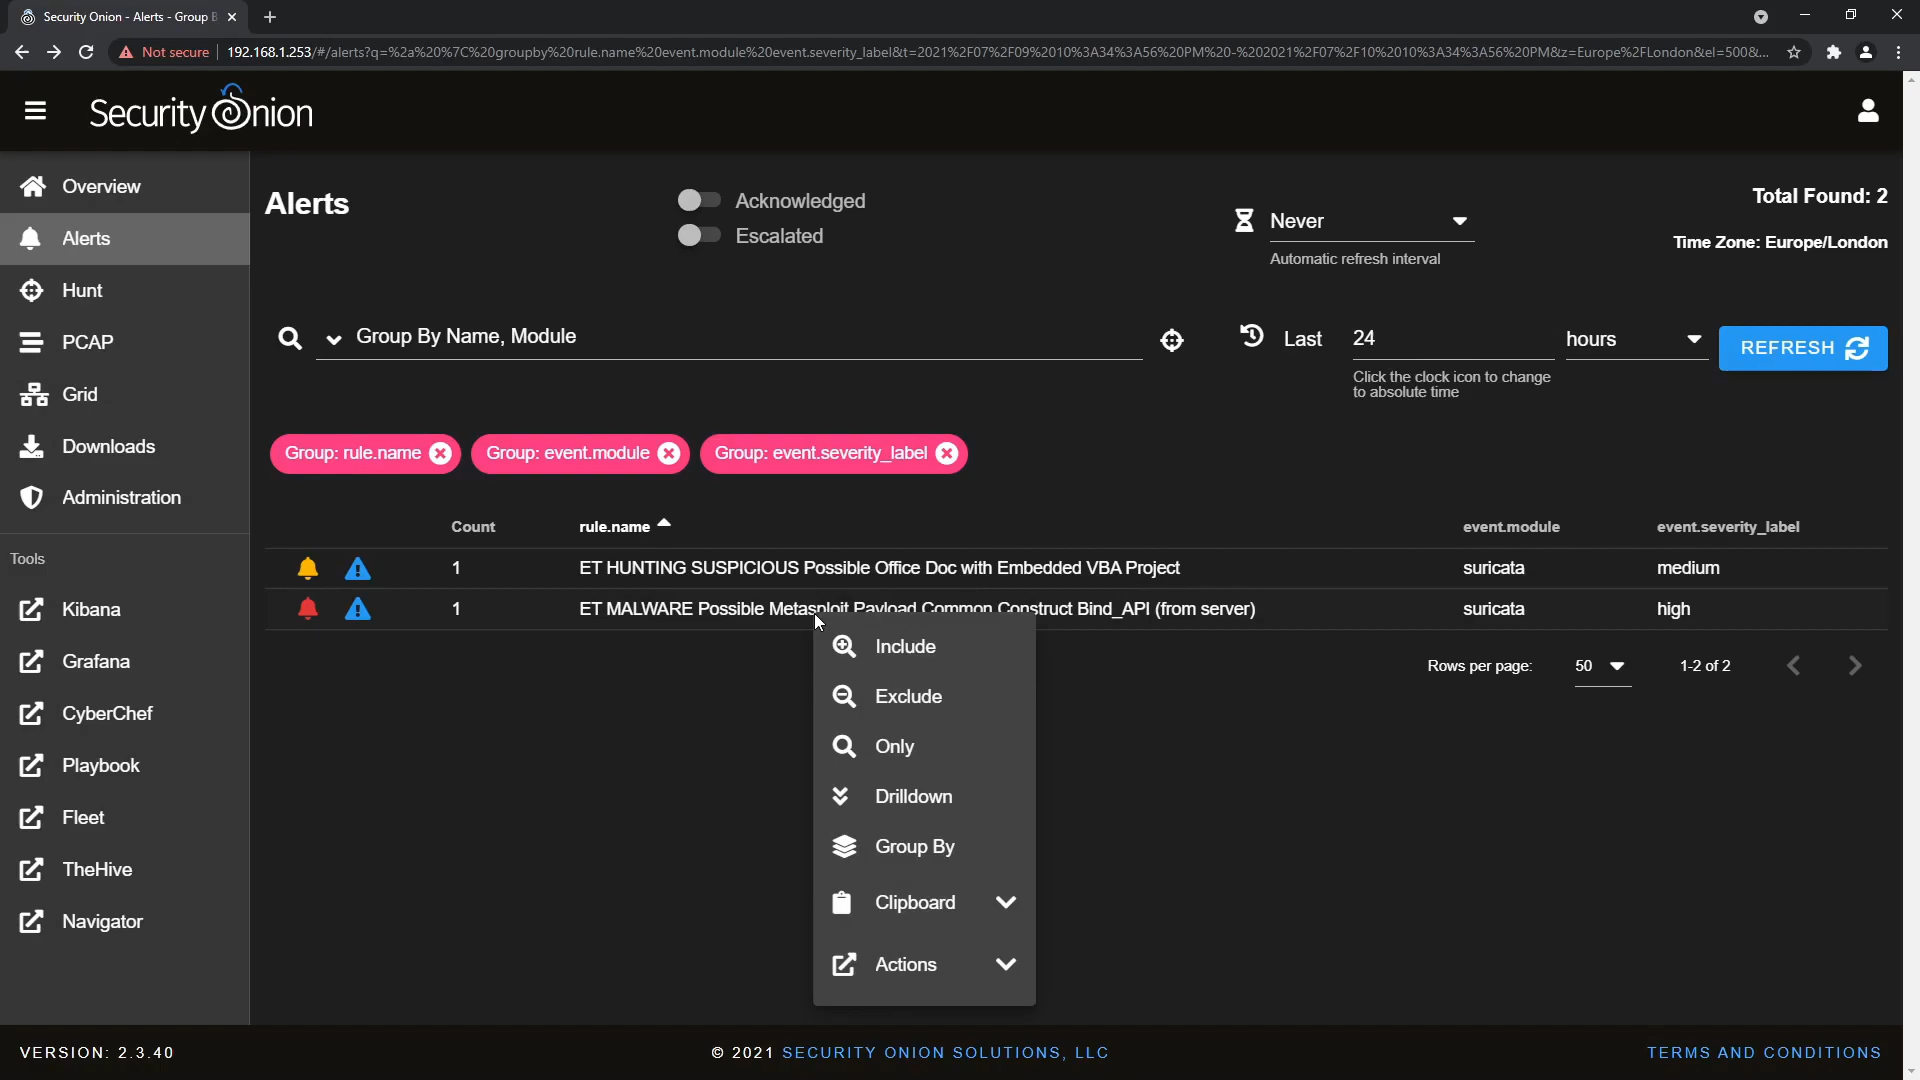 Security Onion - Alerts - Group B
Not secure
192.168.1.253/#/alerts?q=%2a%20%7C%20groupby%20rule.name%20event.module%20event.severity_label&t=2021%2F07%2F09%2010%3A34%3A56%20PM%20-%202021%2F07%2F10%2010%3A34%3A56%20PM&z=Europe%2FLondon&el=500&...
Security Onion
Overview
Alerts
Hunt
PCAP
Grid
Downloads
Administration
Tools
Kibana
Grafana
CyberChef
Playbook
Fleet
TheHive
Navigator
Alerts
Acknowledged
Escalated
Never
Automatic refresh interval
Total Found: 2
Time Zone: Europe/London
Group By Name, Module
Last 24 hours
Click the clock icon to change
to absolute time
REFRESH
Group: rule.name Group: event.module Group: event.severity_label
Count rule.name event.module event.severity_label
1 ET HUNTING SUSPICIOUS Possible Office Doc with Embedded VBA Project suricata medium
1 ET MALWARE Possible Metasploit Payload Common Construct Bind_API (from server) suricata high
Rows per page: 50 1-2 of 2
Include
Exclude
Only
Drilldown
Group By
Clipboard
Actions
VERSION: 2.3.40
© 2021 SECURITY ONION SOLUTIONS, LLC
TERMS AND CONDITIONS